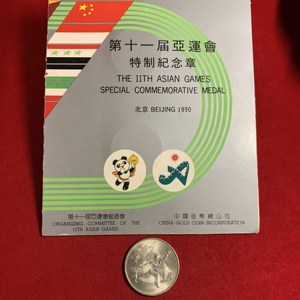 第十一届亞運會
特制紀念章
THE 11TH ASIAN GAMES
SPECIAL COMMEMORATIVE MEDAL
北京 BEIJING 1990
第十一届亞運會組委會
ORGANIZING COMMITTEE OF THE
11TH ASIAN GAMES
中國金幣總公司
CHINA GOLD COIN INCORPORATION